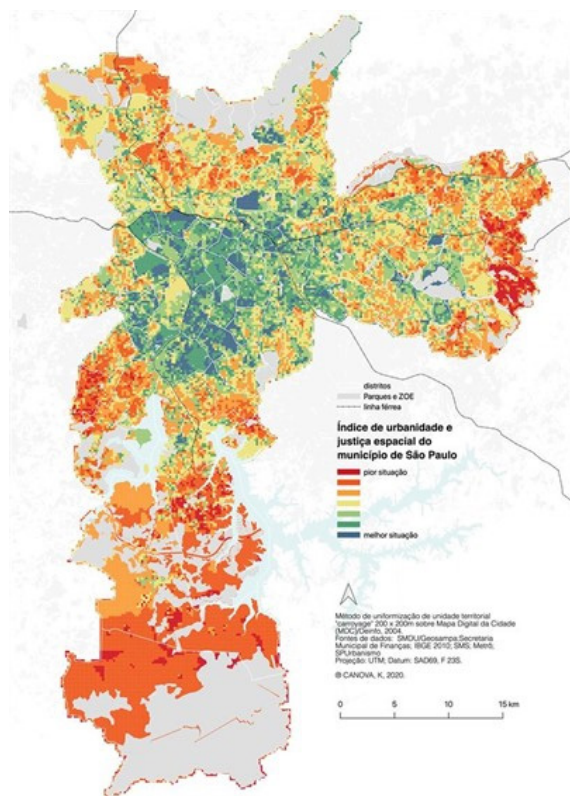 distritos
Parques e ZOE
linha férrea
Índice de urbanidade e
justiça espacial do
município de São Paulo
pior situação
melhor situação
Método de uniformização de unidade territorial
"carroyage" 200 x 200m sobre Mapa Digital da Cidade
(MDC)/Deinfo, 2004.
Fontes de dados: SMDU/Geosampa;Secretaria
Municipal de Finanças; IBGE 2010; SMS; Metrô;
SPUrbanismo
Projeção: UTM; Datum: SAD69, F 23S.
@ CANOVA, K, 2020.
0 5 10 15 km